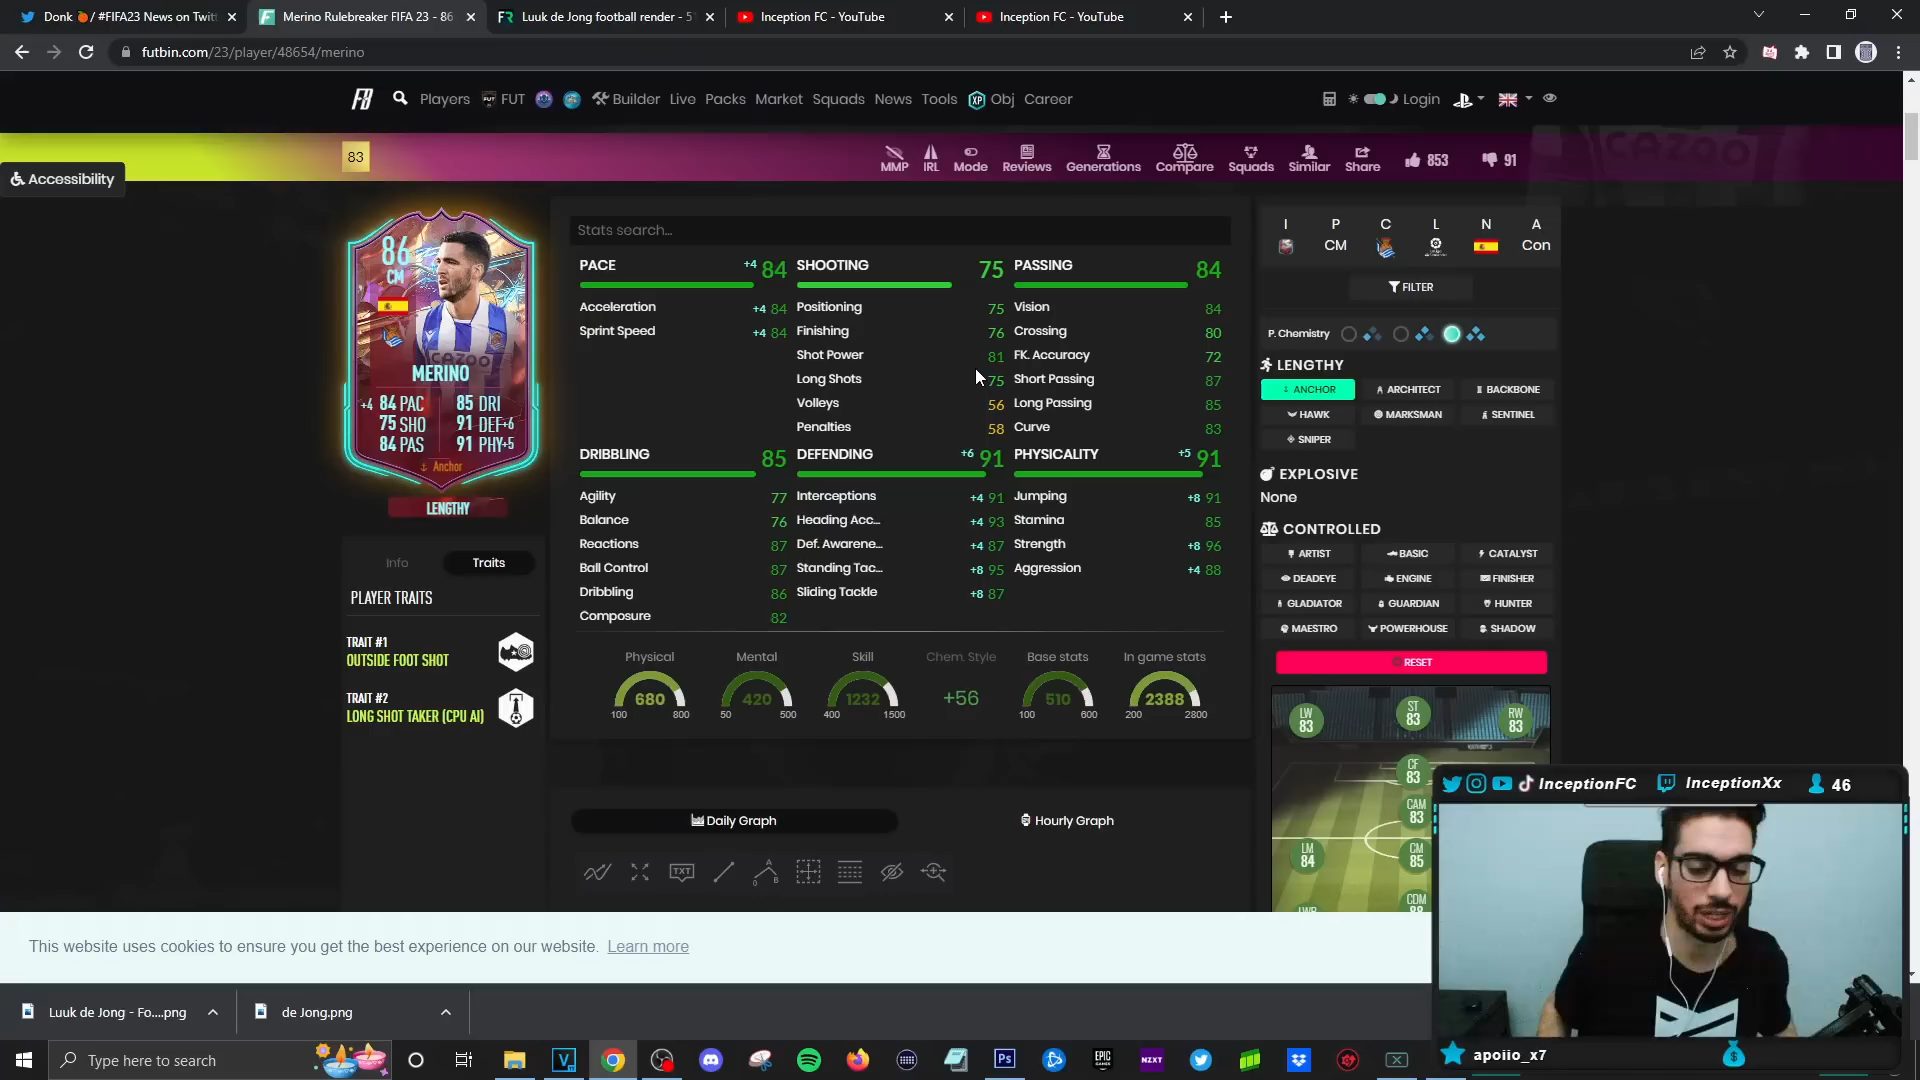 Donk 🍊 / #FIFA23 News on Twitt
Merino Rulebreaker FIFA 23 - 86
Luuk de Jong football render - 5
Inception FC - YouTube
Inception FC - YouTube
futbin.com/23/player/48654/merino
Players
FUT
Builder
Live
Packs
Market
Squads
News
Tools
XP
Obj
Career
Login
83
MMP
IRL
Mode
Reviews
Generations
Compare
Squads
Similar
Share
853
91
Accessibility
86
CM
CAZOO
MERINO
+4 84 PAC
85 DRI
75 SHO
91 DEF+6
84 PAS
91 PHY+5
Anchor
LENGTHY
Info
Traits
PLAYER TRAITS
TRAIT #1
OUTSIDE FOOT SHOT
TRAIT #2
LONG SHOT TAKER (CPU AI)
Stats search...
PACE +4 84
Acceleration +4 84
Sprint Speed +4 84
SHOOTING 75
Positioning 75
Finishing 76
Shot Power 81
Long Shots 75
Volleys 56
Penalties 58
PASSING 84
Vision 84
Crossing 80
FK. Accuracy 72
Short Passing 87
Long Passing 85
Curve 83
DRIBBLING 85
Agility 77
Balance 76
Reactions 87
Ball Control 87
Dribbling 86
Composure 82
DEFENDING +6 91
Interceptions +4 91
Heading Acc... +4 93
Def. Awarene... +4 87
Standing Tac... +8 95
Sliding Tackle +8 87
PHYSICALITY +5 91
Jumping +8 91
Stamina 85
Strength +8 96
Aggression +4 88
Physical
680
100 800
Mental
420
50 500
Skill
1232
400 1500
Chem. Style
+56
Base stats
510
100 600
In game stats
2388
200 2800
Daily Graph
Hourly Graph
TXT
I P C L N A
CM
Con
FILTER
P. Chemistry
LENGTHY
ANCHOR
ARCHITECT
BACKBONE
HAWK
MARKSMAN
SENTINEL
SNIPER
EXPLOSIVE
None
CONTROLLED
ARTIST
BASIC
CATALYST
DEADEYE
ENGINE
FINISHER
GLADIATOR
GUARDIAN
HUNTER
MAESTRO
POWERHOUSE
SHADOW
RESET
LW
83
ST
83
RW
83
CF
83
CAM
83
LM
84
CM
85
CDM
88
LWB
InceptionFC
InceptionXx
46
This website uses cookies to ensure you get the best experience on our website. Learn more
Luuk de Jong - Fo....png
de Jong.png
Type here to search
Ps
EPIC
GAMES
NZXT
apoiio_x7